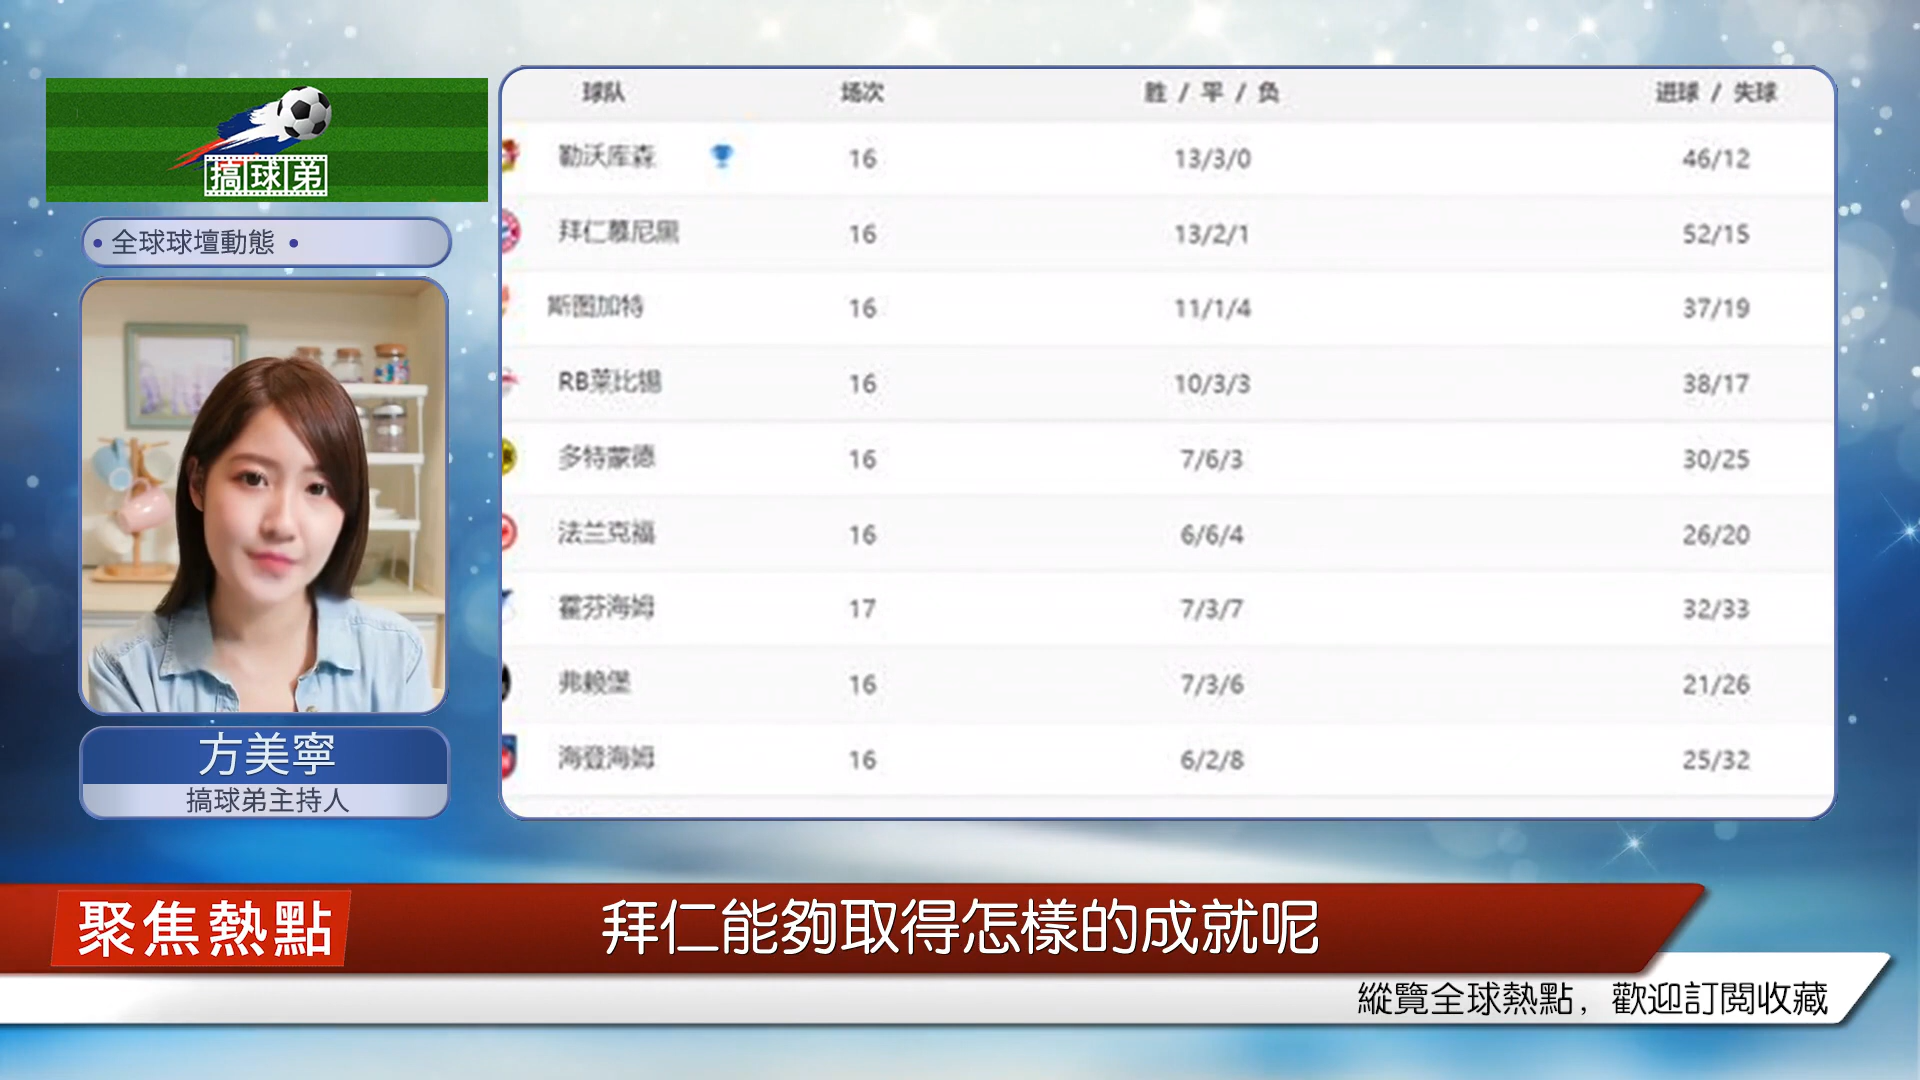 搞球弟
• 全球球壇動態 •
方美寧
搞球弟主持人
球队 场次 胜 / 平 / 负 进球 / 失球
勒沃库森 16 13/3/0 46/12
拜仁慕尼黑 16 13/2/1 52/15
斯图加特 16 11/1/4 37/19
RB莱比锡 16 10/3/3 38/17
多特蒙德 16 7/6/3 30/25
法兰克福 16 6/6/4 26/20
霍芬海姆 17 7/3/7 32/33
弗赖堡 16 7/3/6 21/26
海登海姆 16 6/2/8 25/32
聚焦熱點
拜仁能夠取得怎樣的成就呢
縱覽全球熱點，歡迎訂閱收藏